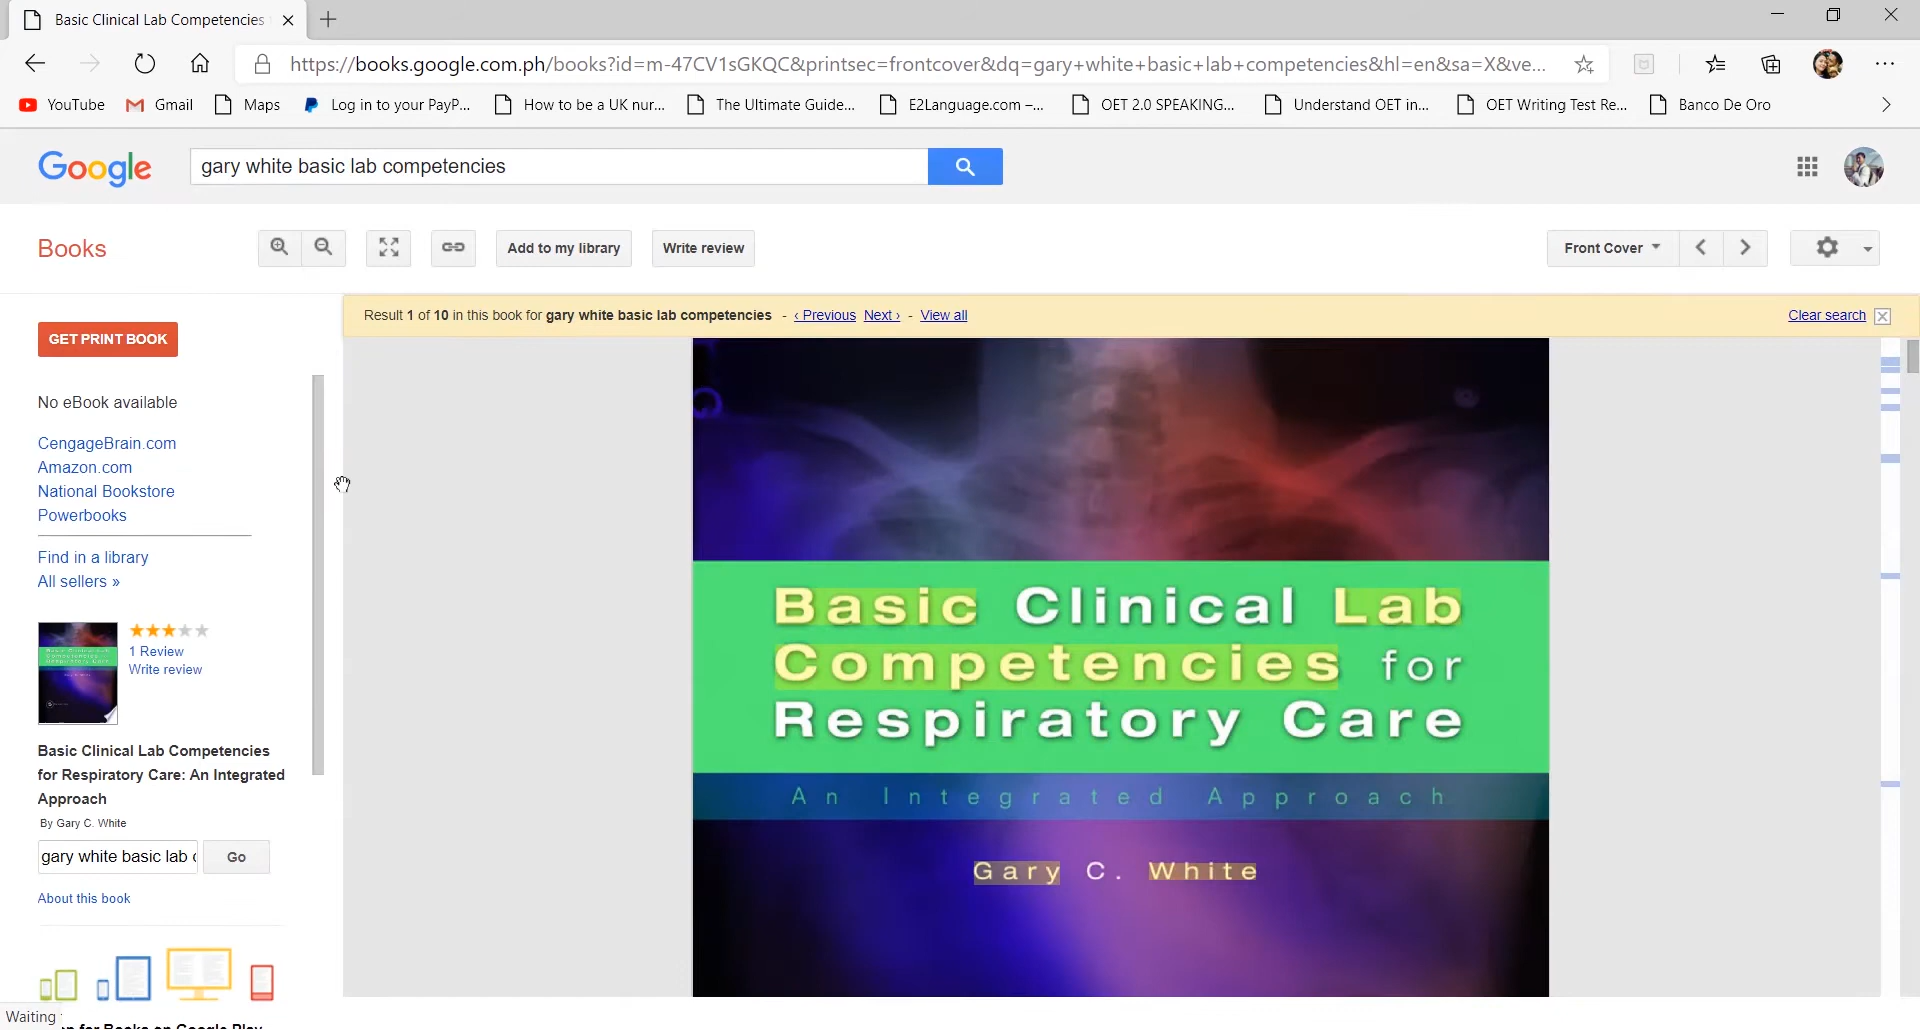 Basic Clinical Lab Competencies
https://books.google.com.ph/books?id=m-47CV1sGKQC&printsec=frontcover&dq=gary+white+basic+lab+competencies&hl=en&sa=X&ve...
YouTube Gmail Maps Log in to your PayP... How to be a UK nur... The Ultimate Guide... E2Language.com –... OET 2.0 SPEAKING... Understand OET in... OET Writing Test Re... Banco De Oro
Google gary white basic lab competencies
Books Add to my library Write review Front Cover
Result 1 of 10 in this book for gary white basic lab competencies - ‹ Previous Next › - View all Clear search
GET PRINT BOOK
No eBook available
CengageBrain.com
Amazon.com
National Bookstore
Powerbooks
Find in a library
All sellers »
1 Review
Write review
Basic Clinical Lab Competencies
for Respiratory Care: An Integrated
Approach
By Gary C. White
gary white basic lab c Go
About this book
Waiting
Basic Clinical Lab
Competencies for
Respiratory Care
An Integrated Approach
Gary C. White